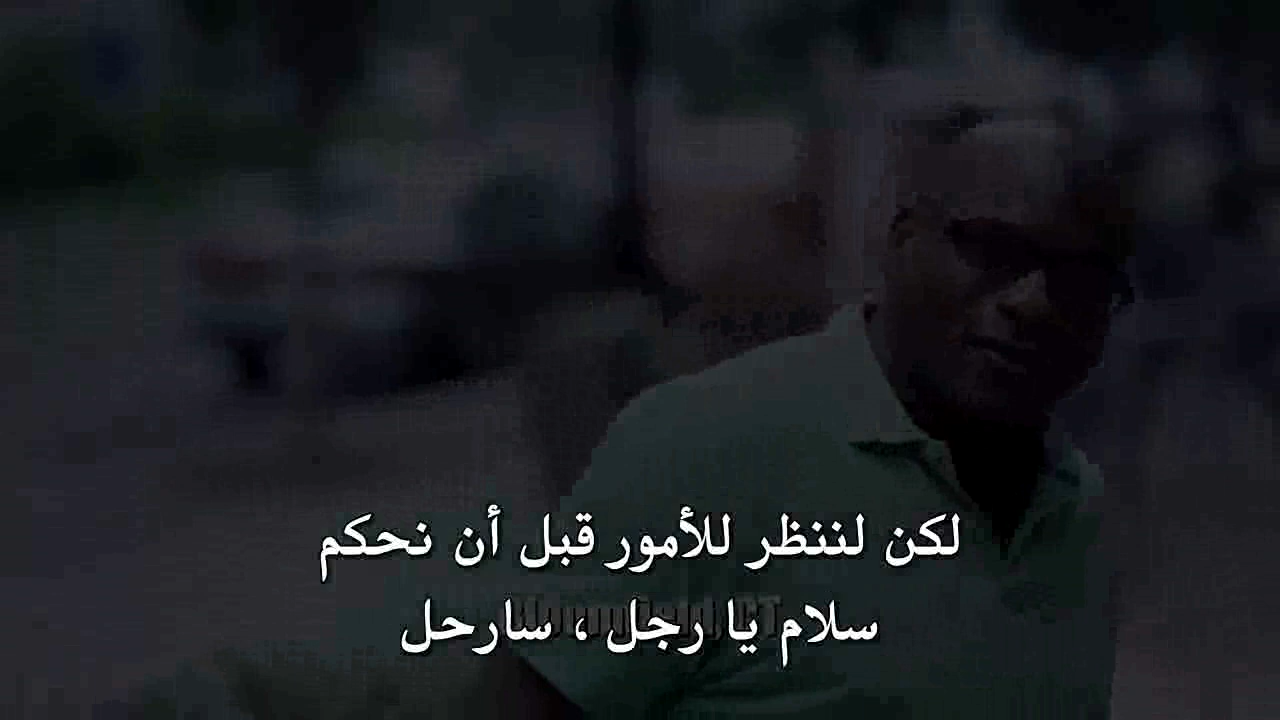 لكن لننظر للأمور قبل أن نحكم
سلام يا رجل ، سارحل